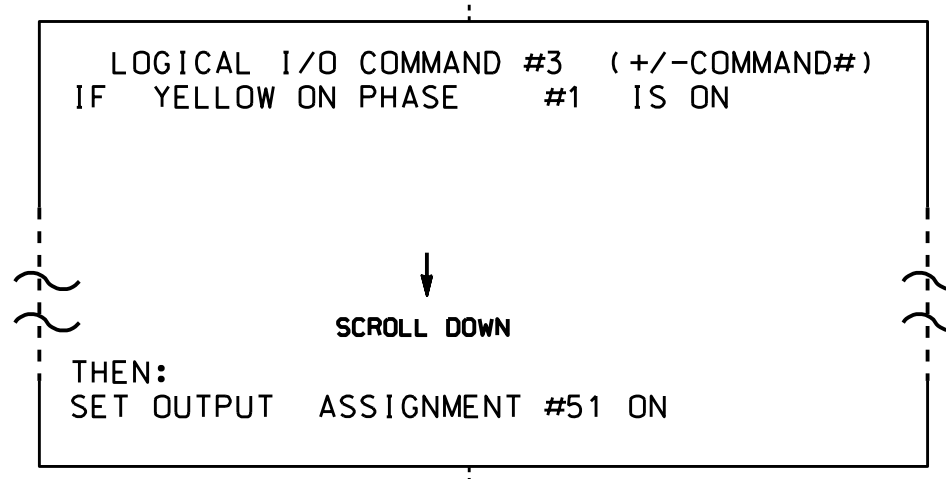 LOGICAL I/O COMMAND #3 (+/-COMMAND#)
IF YELLOW ON PHASE #1 IS ON
SCROLL DOWN
THEN:
SET OUTPUT ASSIGNMENT #51 ON